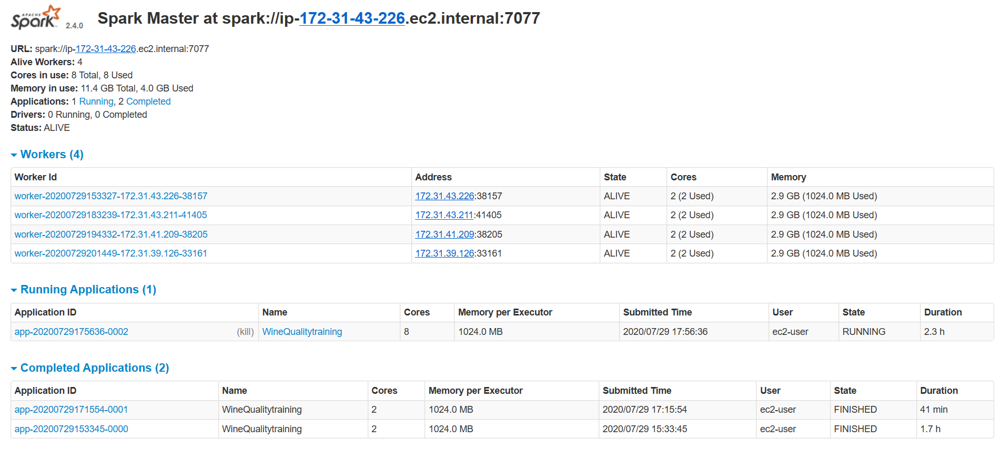 APACHE
Spark 2.4.0 Spark Master at spark://ip-172-31-43-226.ec2.internal:7077
URL: spark://ip-172-31-43-226.ec2.internal:7077
Alive Workers: 4
Cores in use: 8 Total, 8 Used
Memory in use: 11.4 GB Total, 4.0 GB Used
Applications: 1 Running, 2 Completed
Drivers: 0 Running, 0 Completed
Status: ALIVE
Workers (4)
Worker Id Address State Cores Memory
worker-20200729153327-172.31.43.226-38157 172.31.43.226:38157 ALIVE 2 (2 Used) 2.9 GB (1024.0 MB Used)
worker-20200729183239-172.31.43.211-41405 172.31.43.211:41405 ALIVE 2 (2 Used) 2.9 GB (1024.0 MB Used)
worker-20200729194332-172.31.41.209-38205 172.31.41.209:38205 ALIVE 2 (2 Used) 2.9 GB (1024.0 MB Used)
worker-20200729201449-172.31.39.126-33161 172.31.39.126:33161 ALIVE 2 (2 Used) 2.9 GB (1024.0 MB Used)
Running Applications (1)
Application ID Name Cores Memory per Executor Submitted Time User State Duration
app-20200729175636-0002 (kill) WineQualitytraining 8 1024.0 MB 2020/07/29 17:56:36 ec2-user RUNNING 2.3 h
Completed Applications (2)
Application ID Name Cores Memory per Executor Submitted Time User State Duration
app-20200729171554-0001 WineQualitytraining 2 1024.0 MB 2020/07/29 17:15:54 ec2-user FINISHED 41 min
app-20200729153345-0000 WineQualitytraining 2 1024.0 MB 2020/07/29 15:33:45 ec2-user FINISHED 1.7 h